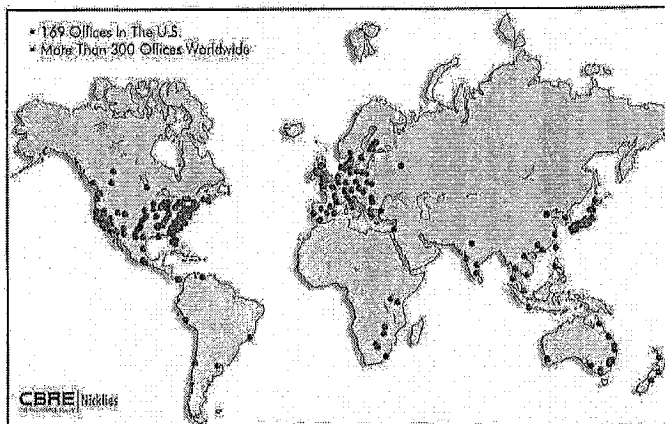 • 169 Offices In The U.S.
• More Than 300 Offices Worldwide
CBRE | Nicklies